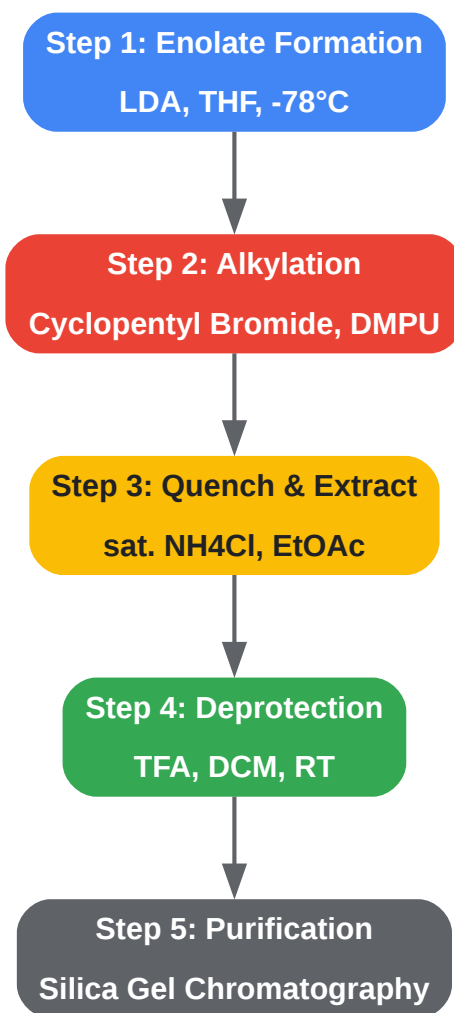 Step 1: Enolate Formation
LDA, THF, -78°C
Step 2: Alkylation
Cyclopentyl Bromide, DMPU
Step 3: Quench & Extract
sat. NH4Cl, EtOAc
Step 4: Deprotection
TFA, DCM, RT
Step 5: Purification
Silica Gel Chromatography